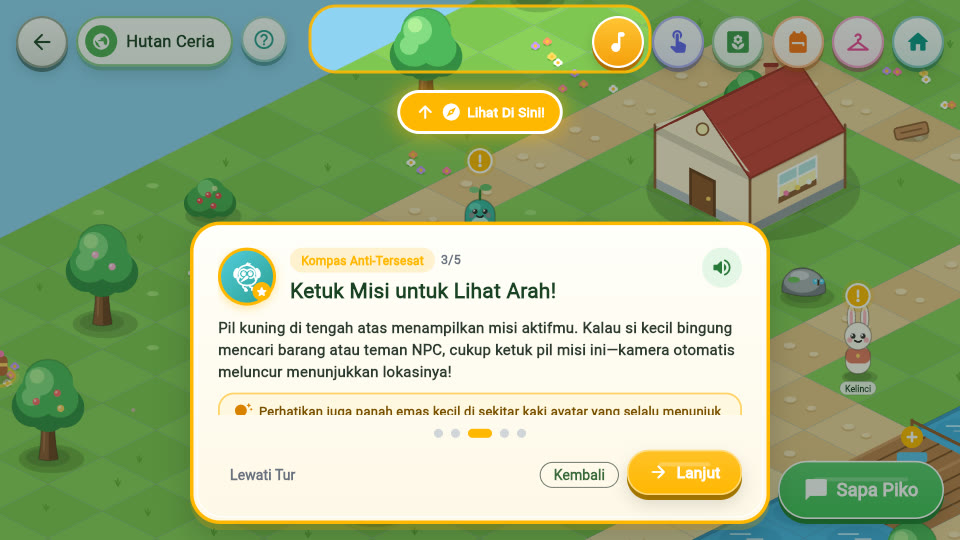 Hutan Ceria
Lihat Di Sini!
Kompas Anti-Tersesat 3/5
Ketuk Misi untuk Lihat Arah!
Pil kuning di tengah atas menampilkan misi aktifmu. Kalau si kecil bingung
mencari barang atau teman NPC, cukup ketuk pil misi ini—kamera otomatis
meluncur menunjukkan lokasinya!
Perhatikan juga panah emas kecil di sekitar kaki avatar yang selalu menunjuk
Kelinci
Lewati Tur
Kembali
Lanjut
Sapa Piko